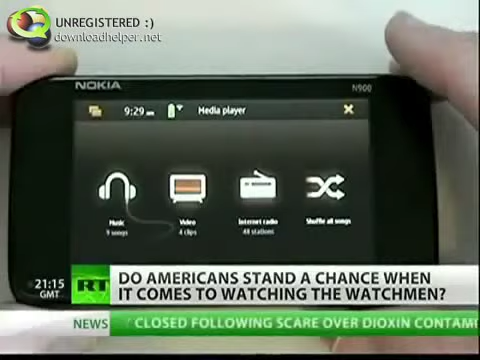 UNREGISTERED :)
downloadhelper.net
NOKIA
N900
9:29
Media player
Music
9 songs
Video
4 clips
Internet radio
48 stations
Shuffle all songs
21:15
GMT
RT
DO AMERICANS STAND A CHANCE WHEN
IT COMES TO WATCHING THE WATCHMEN?
NEWS
CLOSED FOLLOWING SCARE OVER DIOXIN CONTAM